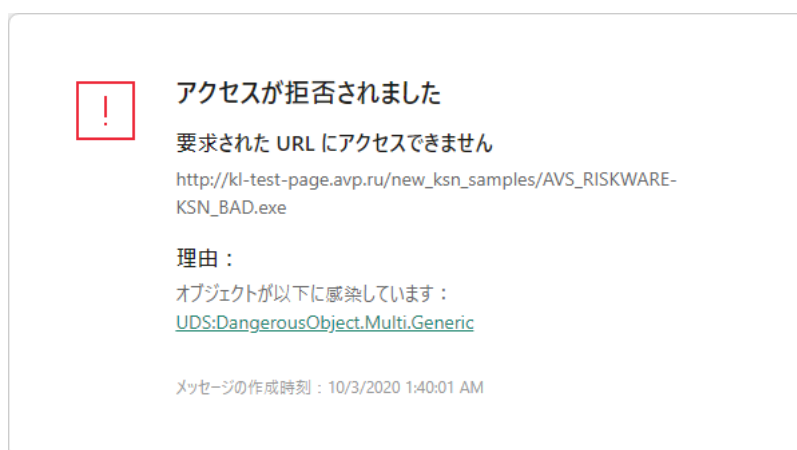 !
アクセスが拒否されました
要求された URL にアクセスできません
http://kl-test-page.avp.ru/new_ksn_samples/AVS_RISKWARE-
KSN_BAD.exe
理由：
オブジェクトが以下に感染しています：
UDS:DangerousObject.Multi.Generic
メッセージの作成時刻：10/3/2020 1:40:01 AM